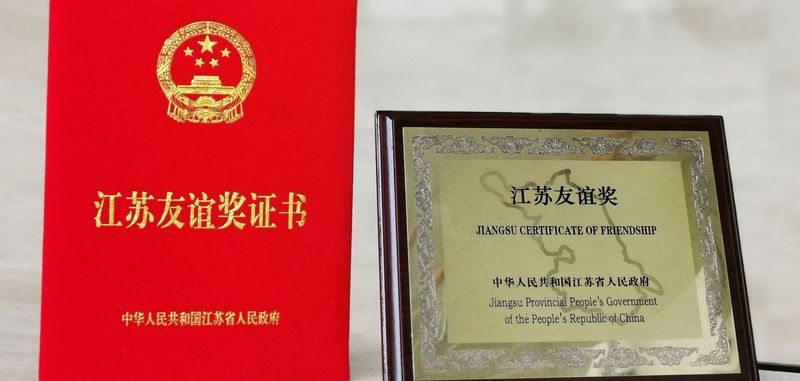 江苏友谊奖证书
中华人民共和国江苏省人民政府
江苏友谊奖
JIANGSU CERTIFICATE OF FRIENDSHIP
中华人民共和国江苏省人民政府
Jiangsu Provincial People's Government
of the People's Republic of China